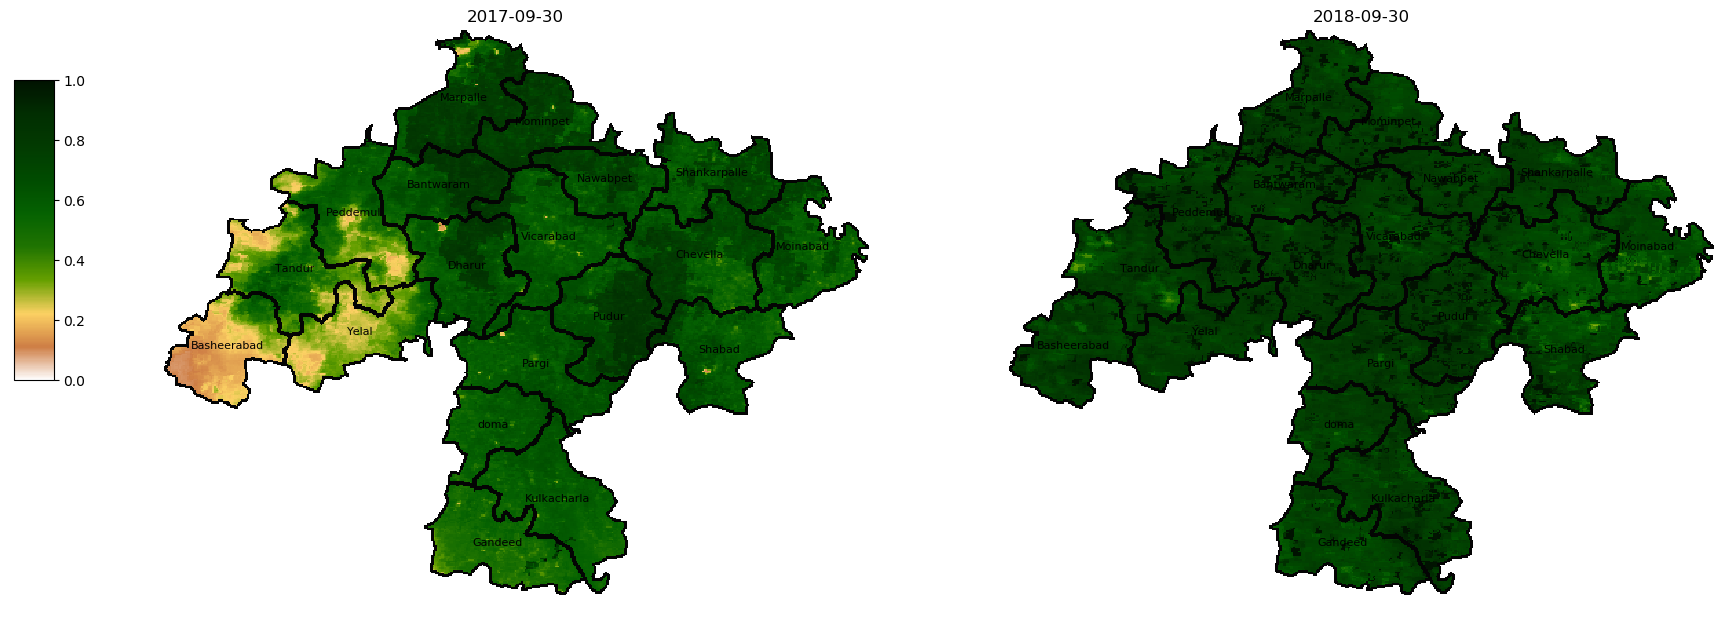 2017-09-30
2018-09-30
1.0
0.8
0.6
0.4
0.2
0.0
Marpalle
Mominpet
Bantwaram
Nawabpet
Shankarpalle
Peddemul
Vicarabad
Moinabad
Tandur
Dharur
Chevella
Pudur
Basheerabad
Yelal
Shabad
Pargi
doma
Kulkacharla
Gandeed
Marpalle
Mominpet
Bantwaram
Nawabpet
Shankarpalle
Peddemul
Vicarabad
Moinabad
Tandur
Dharur
Chevella
Pudur
Basheerabad
Yelal
Shabad
Pargi
doma
Kulkacharla
Gandeed